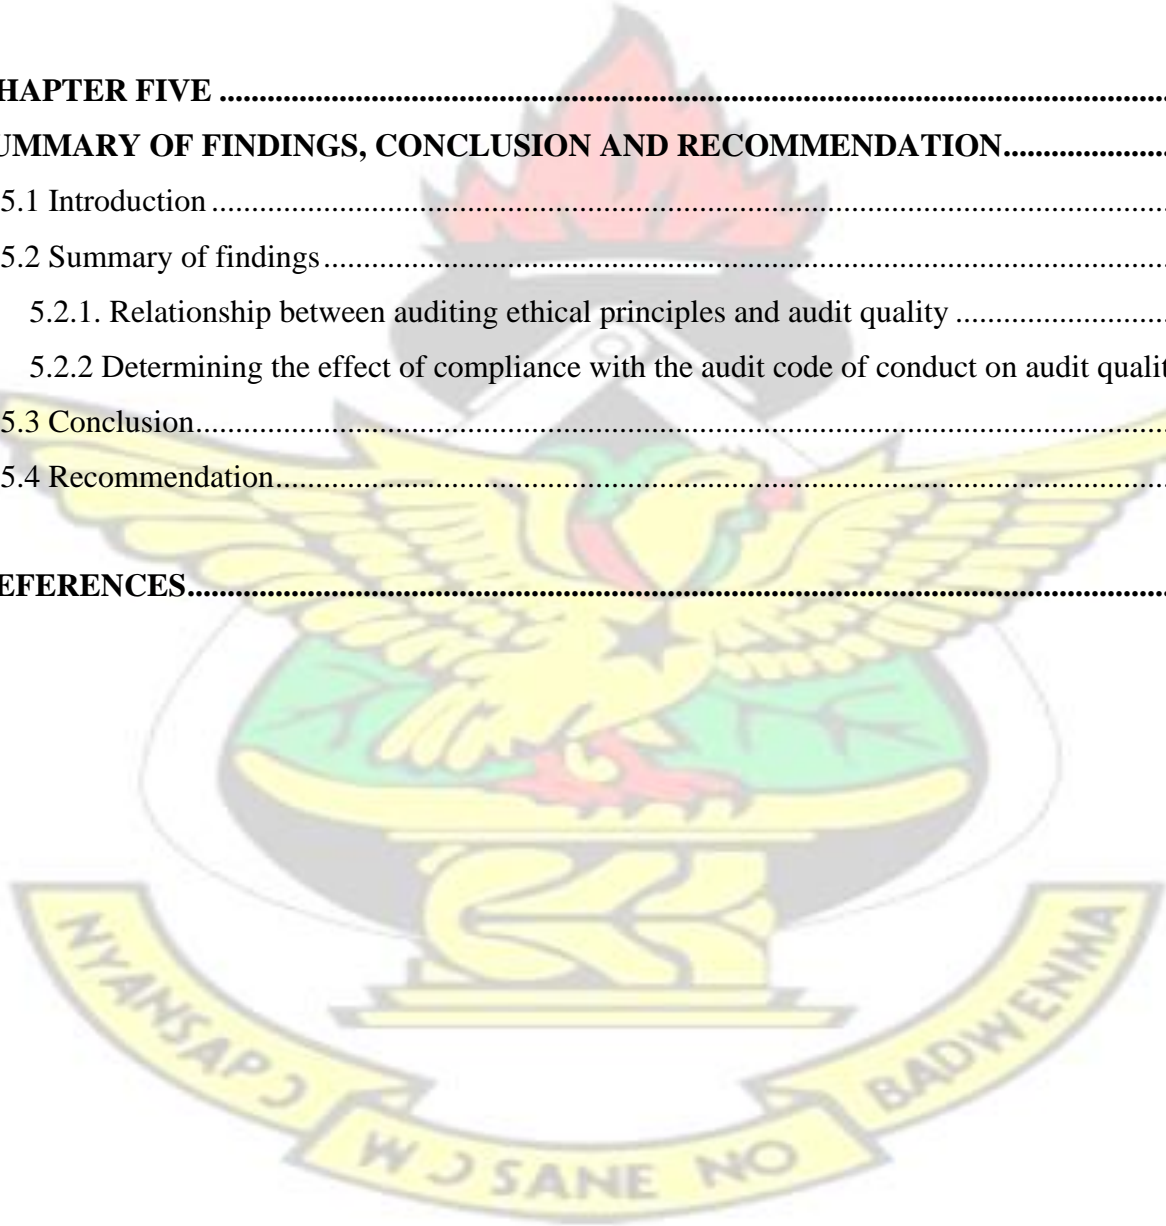 HAPTER FIVE ........................................................................................................................
UMMARY OF FINDINGS, CONCLUSION AND RECOMMENDATION....................
5.1 Introduction ........................................................................................................................
5.2 Summary of findings........................................................................................................
5.2.1. Relationship between auditing ethical principles and audit quality ..........................
5.2.2 Determining the effect of compliance with the audit code of conduct on audit qualit
5.3 Conclusion........................................................................................................................
5.4 Recommendation..............................................................................................................
EFERENCES........................................................................................................................
NYANSAPƆ
WƆSANE NO
BADWENMA